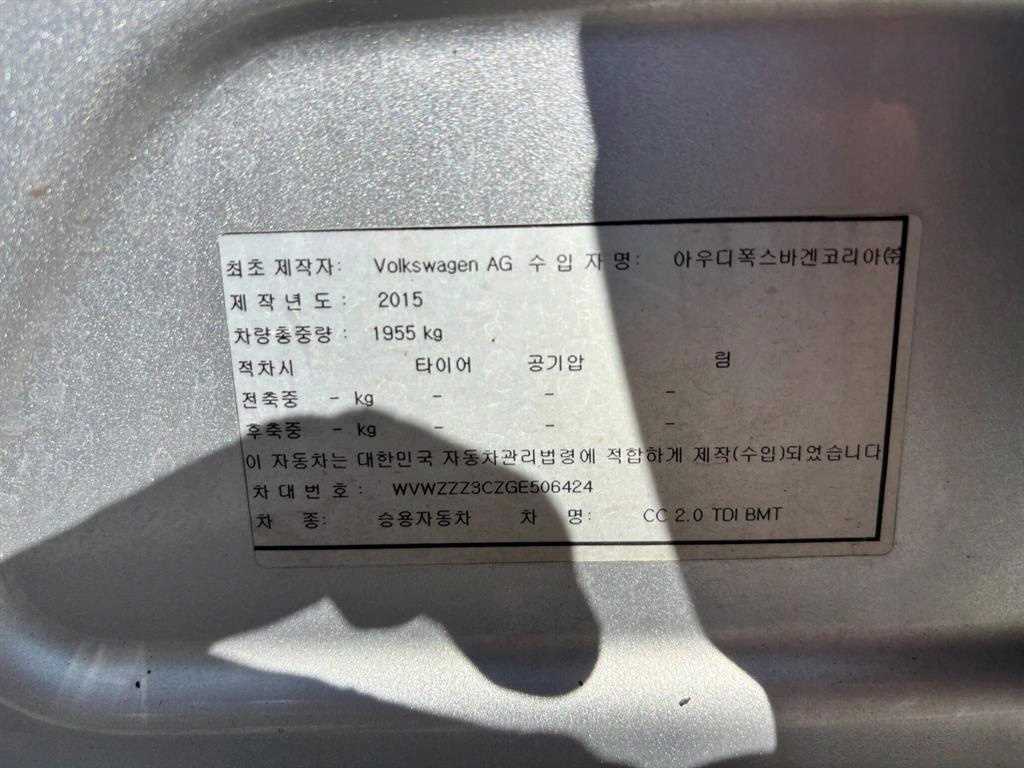 최초 제작자: Volkswagen AG 수 입 자 명: 아우디폭스바겐코리아㈜
제 작 년 도 : 2015
차량총중량 : 1955 kg
적차시 타이어 공기압 림
전축중 - kg - - -
후축중 - kg - - -
이 자동차는 대한민국 자동차관리법령에 적합하게 제작(수입)되었습니다
차 대 번 호 : WVWZZZ3CZGE506424
차 종: 승용자동차 차 명: CC 2.0 TDI BMT